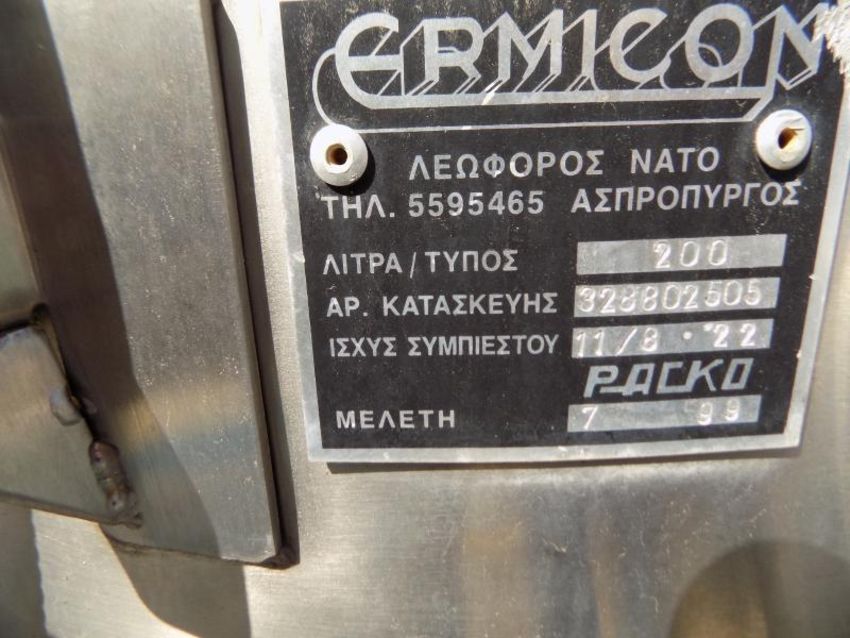 ERMICON
ΛΕΩΦΟΡΟΣ ΝΑΤΟ
ΤΗΛ. 5595465 ΑΣΠΡΟΠΥΡΓΟΣ
ΛΙΤΡΑ / ΤΥΠΟΣ 200
ΑΡ. ΚΑΤΑΣΚΕΥΗΣ 328802505
ΙΣΧΥΣ ΣΥΜΠΙΕΣΤΟΥ 11/8 · 22
PACKO
ΜΕΛΕΤΗ 7 99